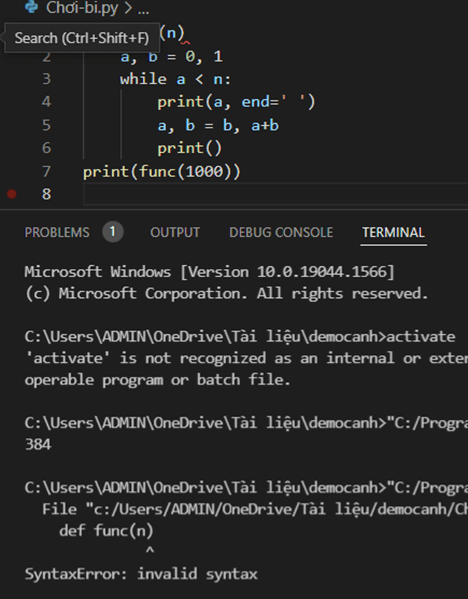 Chơi-bi.py > ...
Search (Ctrl+Shift+F)
(n)
2 a, b = 0, 1
3 while a < n:
4 print(a, end=' ')
5 a, b = b, a+b
6 print()
7 print(func(1000))
8
PROBLEMS 1 OUTPUT DEBUG CONSOLE TERMINAL
Microsoft Windows [Version 10.0.19044.1566]
(c) Microsoft Corporation. All rights reserved.
C:\Users\ADMIN\OneDrive\Tài liệu\democanh>activate
'activate' is not recognized as an internal or exter
operable program or batch file.
C:\Users\ADMIN\OneDrive\Tài liệu\democanh>"C:/Progra
384
C:\Users\ADMIN\OneDrive\Tài liệu\democanh>"C:/Progra
File "c:/Users/ADMIN/OneDrive/Tài liệu/democanh/Ch
def func(n)
^
SyntaxError: invalid syntax